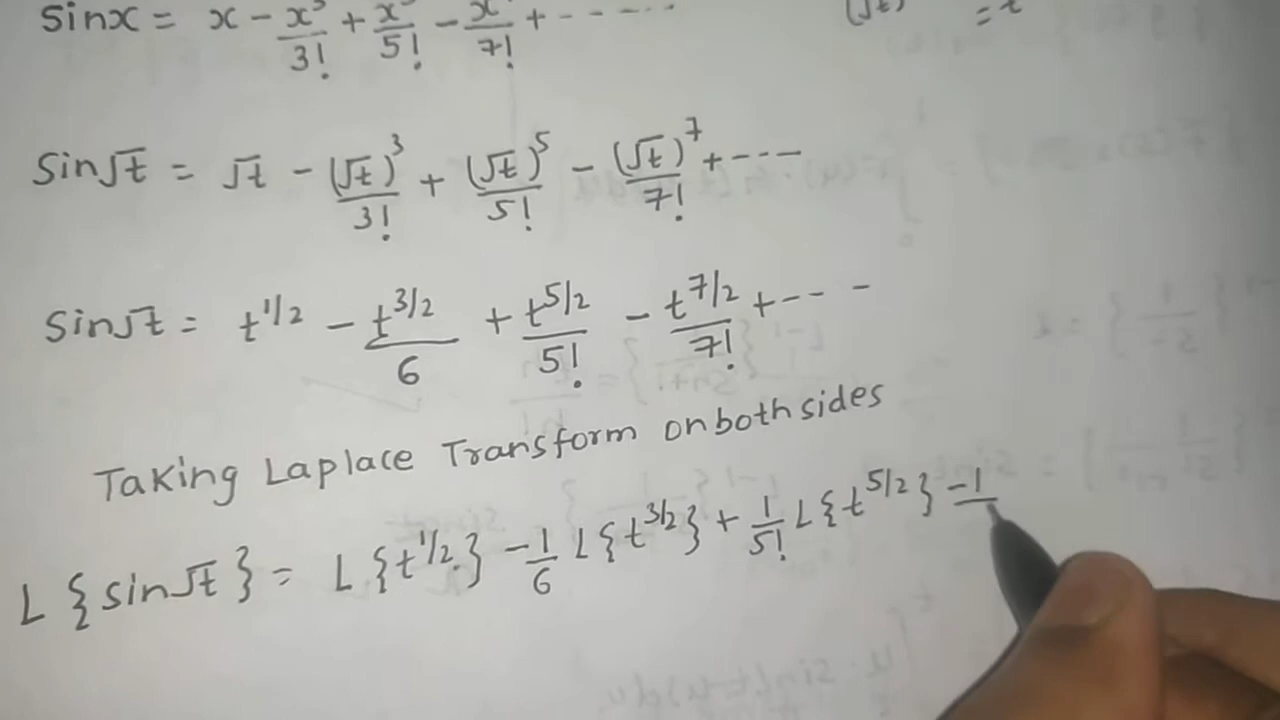 Sinx = x - x³/3! + x⁵/5! - x/7! + ------
(√t) = t
Sin√t = √t - (√t)³/3! + (√t)⁵/5! - (√t)⁷/7! + ---
Sin√t = t^1/2 - t^3/2/6 + t^5/2/5! - t^7/2/7! + ---
Taking Laplace Transform on both sides
L{sin√t} = L{t^1/2} - 1/6 L{t^3/2} + 1/5! L{t^5/2} - 1